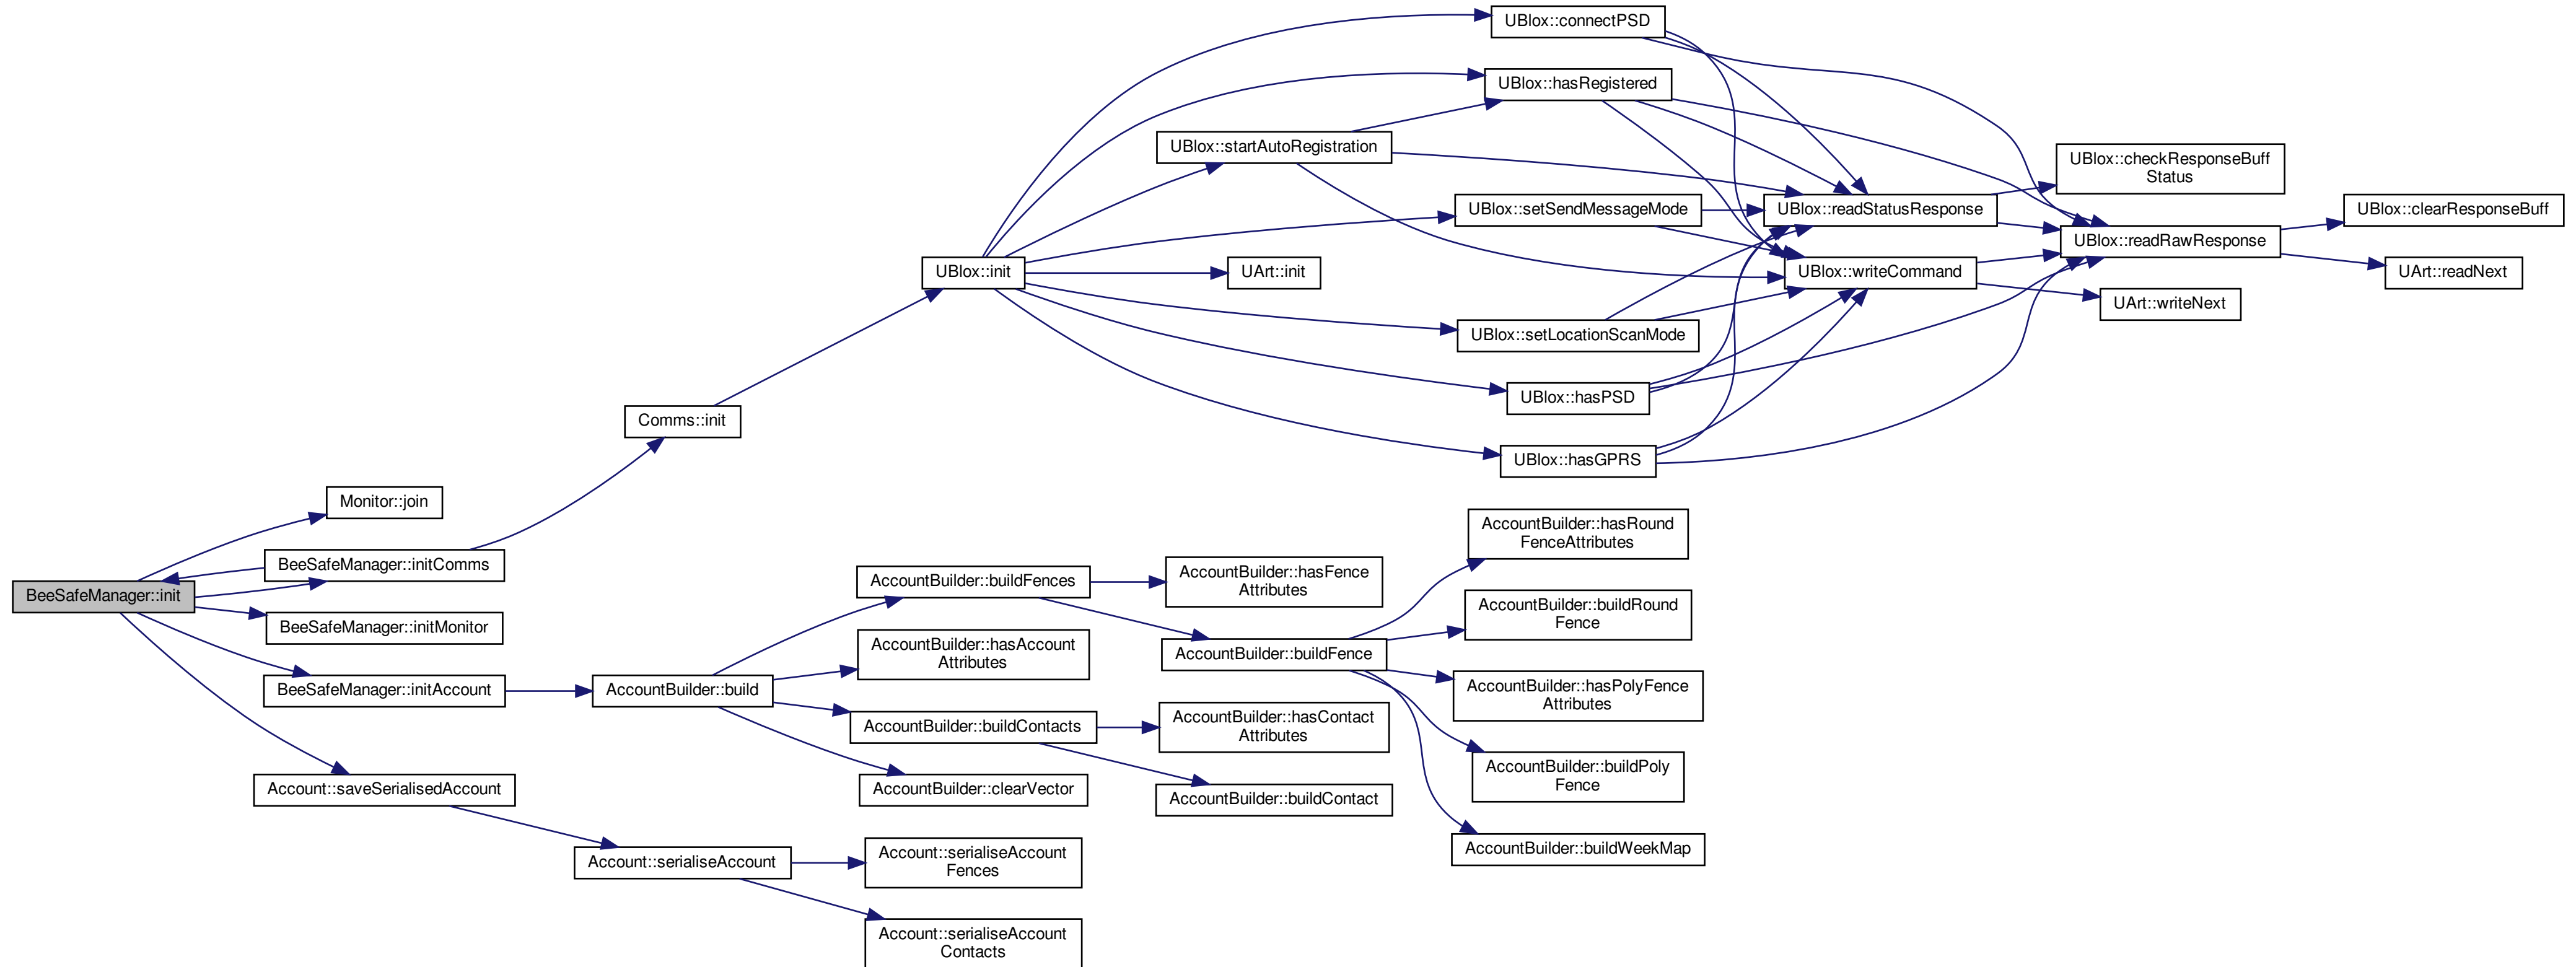 UBlox::connectPSD
UBlox::hasRegistered
UBlox::startAutoRegistration
UBlox::checkResponseBuff
Status
UBlox::setSendMessageMode
UBlox::readStatusResponse
UBlox::clearResponseBuff
UBlox::readRawResponse
UBlox::init
UArt::init
UBlox::writeCommand
UArt::readNext
UArt::writeNext
UBlox::setLocationScanMode
UBlox::hasPSD
Comms::init
UBlox::hasGPRS
Monitor::join
AccountBuilder::hasRound
FenceAttributes
BeeSafeManager::initComms
BeeSafeManager::init
AccountBuilder::buildFences
AccountBuilder::hasFence
Attributes
AccountBuilder::buildRound
Fence
BeeSafeManager::initMonitor
AccountBuilder::hasAccount
Attributes
AccountBuilder::buildFence
BeeSafeManager::initAccount
AccountBuilder::build
AccountBuilder::hasPolyFence
Attributes
AccountBuilder::buildContacts
AccountBuilder::hasContact
Attributes
AccountBuilder::buildPoly
Fence
Account::saveSerialisedAccount
AccountBuilder::clearVector
AccountBuilder::buildContact
AccountBuilder::buildWeekMap
Account::serialiseAccount
Account::serialiseAccount
Fences
Account::serialiseAccount
Contacts